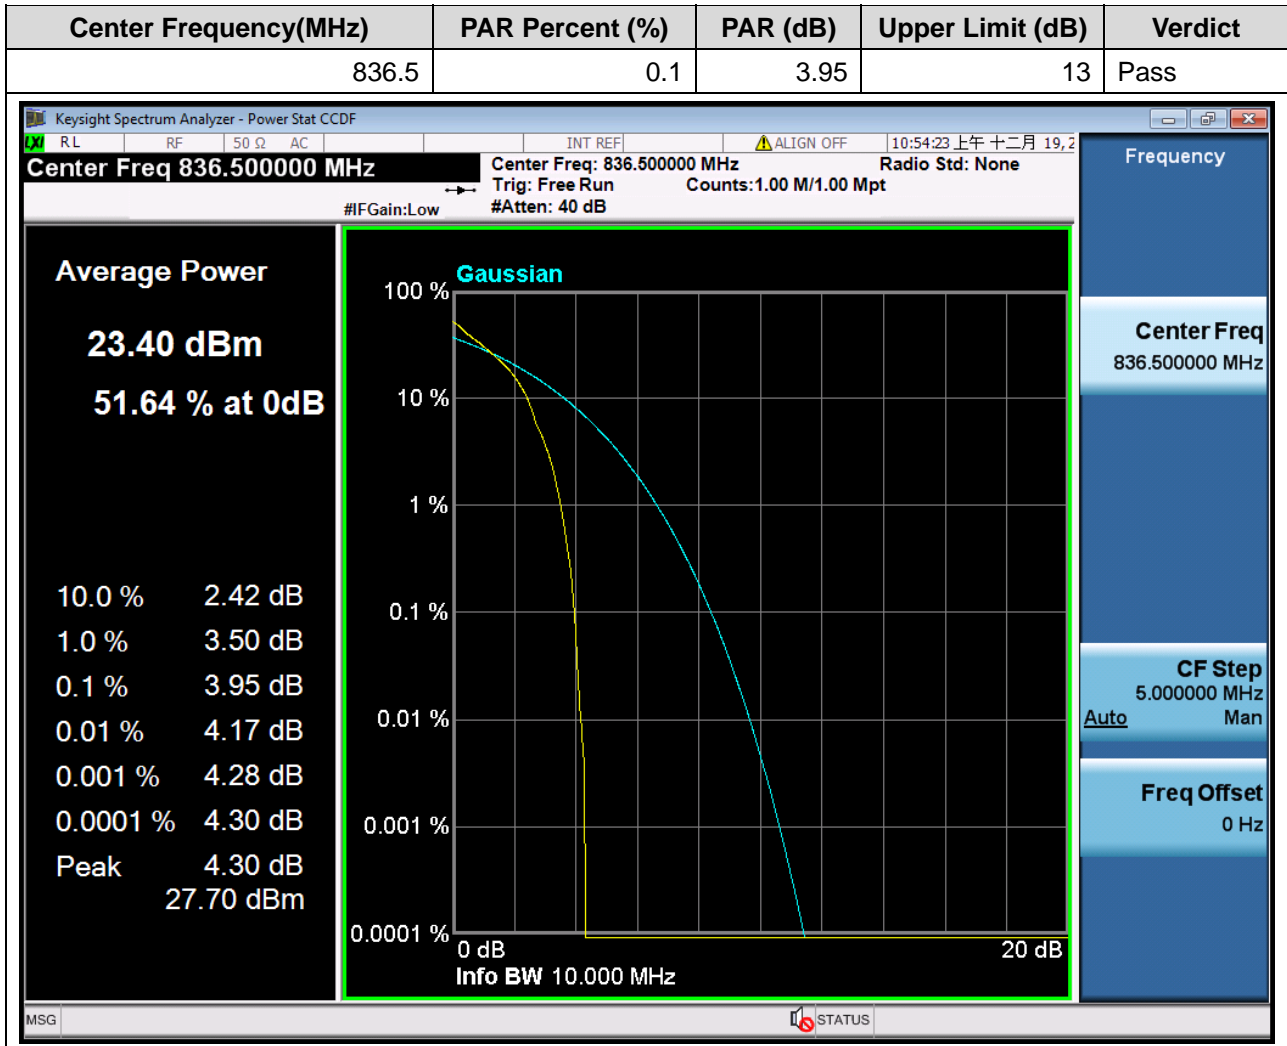 Center Frequency(MHz) PAR Percent (%) PAR (dB) Upper Limit (dB) Verdict
836.5 0.1 3.95 13 Pass
Keysight Spectrum Analyzer - Power Stat CCDF
LXI RL RF 50 Ω AC INT REF ALIGN OFF 10:54:23 上午 十二月 19, 2
Center Freq 836.500000 MHz
#IFGain:Low
Center Freq: 836.500000 MHz Radio Std: None
Trig: Free Run Counts:1.00 M/1.00 Mpt
#Atten: 40 dB
Average Power
23.40 dBm
51.64 % at 0dB
10.0 % 2.42 dB
1.0 % 3.50 dB
0.1 % 3.95 dB
0.01 % 4.17 dB
0.001 % 4.28 dB
0.0001 % 4.30 dB
Peak 4.30 dB
27.70 dBm
Gaussian
100 %
10 %
1 %
0.1 %
0.01 %
0.001 %
0.0001 %
0 dB 20 dB
Info BW 10.000 MHz
Frequency
Center Freq
836.500000 MHz
CF Step
5.000000 MHz
Auto Man
Freq Offset
0 Hz
MSG STATUS